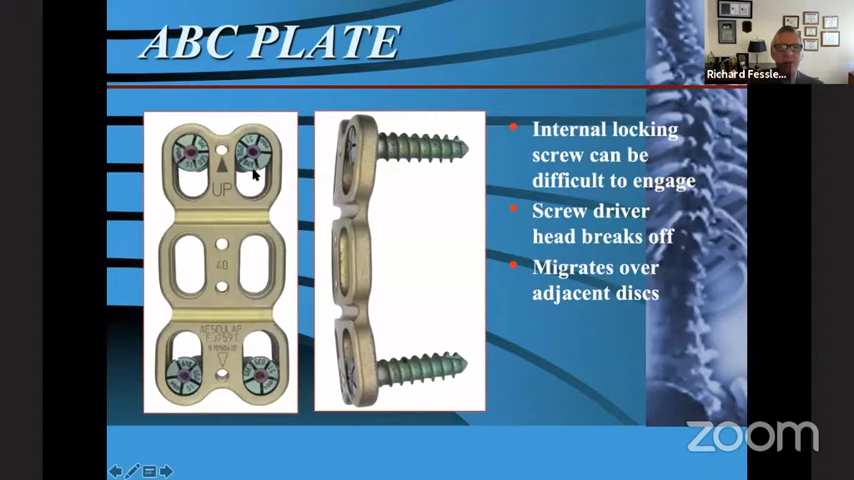 ABC PLATE
Richard Fessle...
UP
40
AESCULAP
Internal locking
screw can be
difficult to engage
Screw driver
head breaks off
Migrates over
adjacent discs
zoom